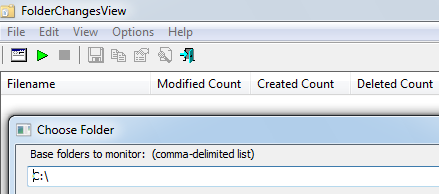 FolderChangesView
File Edit View Options Help
Filename Modified Count Created Count Deleted Count
Choose Folder
Base folders to monitor: (comma-delimited list)
c:\